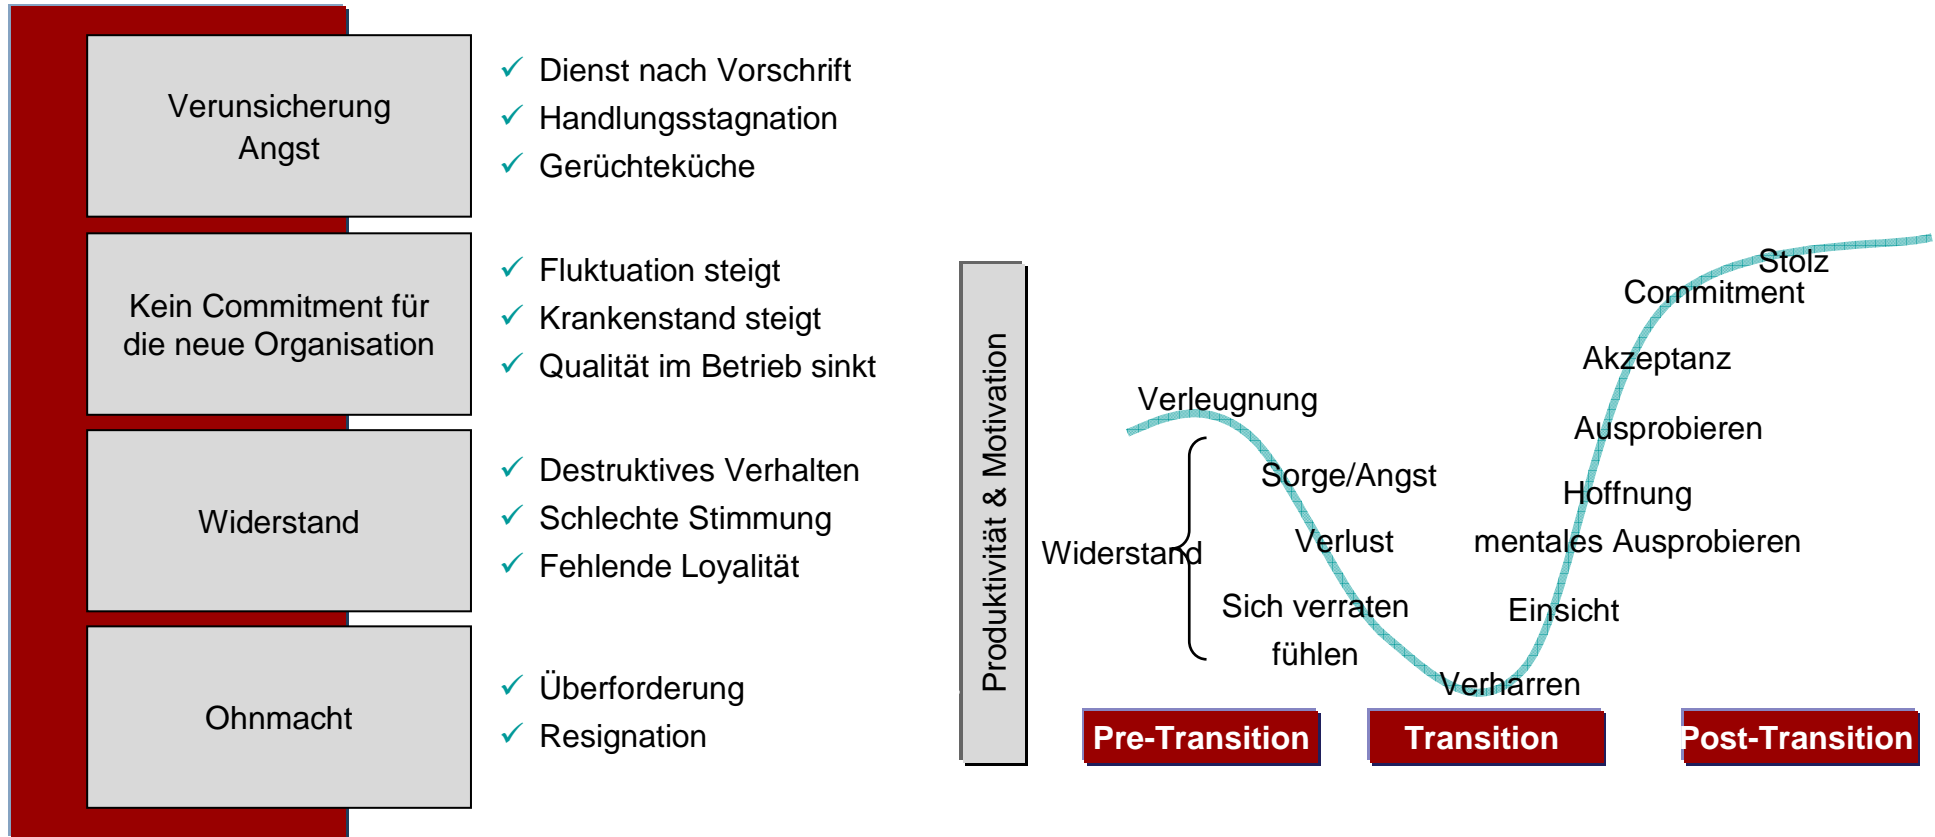 Verunsicherung
Angst
Dienst nach Vorschrift
Handlungsstagnation
Gerüchteküche
Kein Commitment für
die neue Organisation
Fluktuation steigt
Krankenstand steigt
Qualität im Betrieb sinkt
Widerstand
Destruktives Verhalten
Schlechte Stimmung
Fehlende Loyalität
Ohnmacht
Überforderung
Resignation
Produktivität & Motivation
Verleugnung
Widerstand
Sorge/Angst
Verlust
Sich verraten
fühlen
Verharren
Einsicht
mentales Ausprobieren
Hoffnung
Ausprobieren
Akzeptanz
Commitment
Stolz
Pre-Transition
Transition
Post-Transition